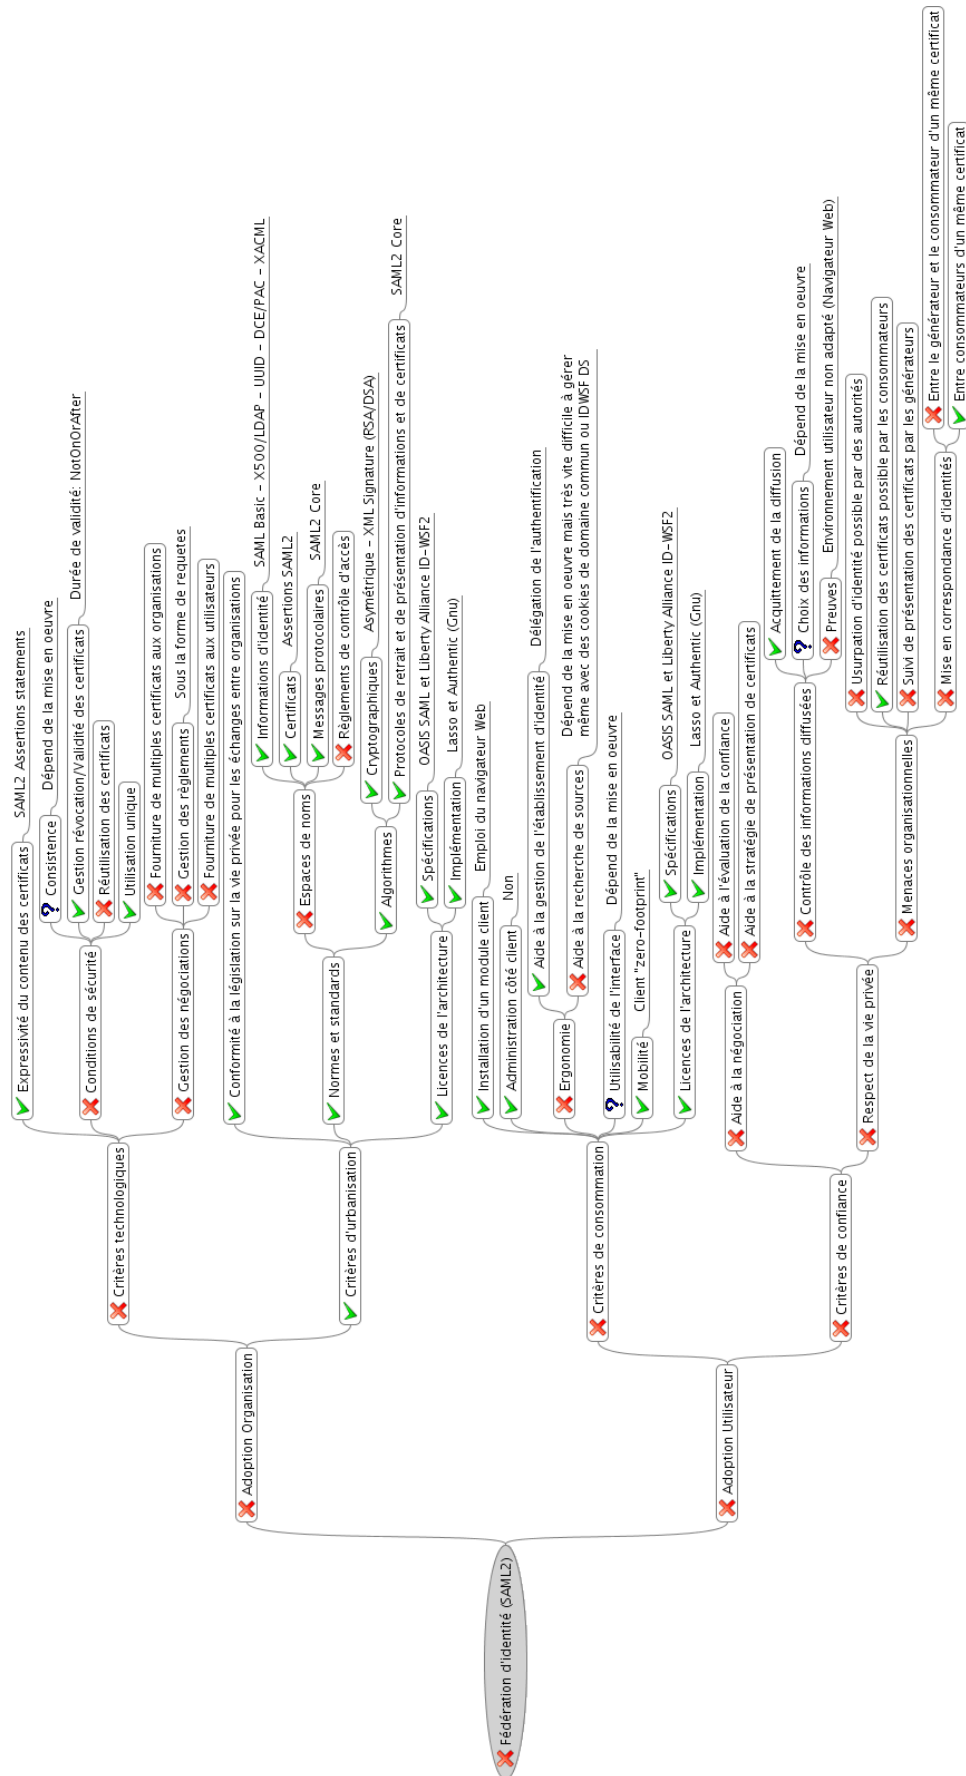 Fédération d'identité (SAML2)
Adoption Organisation
Critères technologiques
Expressivité du contenu des certificats
SAML2 Assertions statements
Conditions de sécurité
Consistence
Dépend de la mise en oeuvre
Gestion révocation/Validité des certificats
Durée de validité: NotOnOrAfter
Réutilisation des certificats
Utilisation unique
Gestion des négociations
Fourniture de multiples certificats aux organisations
Gestion des règlements
Sous la forme de requetes
Fourniture de multiples certificats aux utilisateurs
Critères d'urbanisation
Conformité à la législation sur la vie privée pour les échanges entre organisations
Normes et standards
Espaces de noms
Informations d'identité
SAML Basic - X500/LDAP - UUID - DCE/PAC - XACML
Certificats
Assertions SAML2
Messages protocolaires
SAML2 Core
Règlements de contrôle d'accès
Algorithmes
Cryptographiques
Asymétrique - XML Signature (RSA/DSA)
Protocoles de retrait et de présentation d'informations et de certificats
SAML2 Core
Licences de l'architecture
Spécifications
OASIS SAML et Liberty Alliance ID-WSF2
Implémentation
Lasso et Authentic (Gnu)
Adoption Utilisateur
Critères de consommation
Installation d'un module client
Emploi du navigateur Web
Administration côté client
Non
Ergonomie
Aide à la gestion de l'établissement d'identité
Délégation de l'authentification
Aide à la recherche de sources
Dépend de la mise en oeuvre mais très vite difficile à gérer
même avec des cookies de domaine commun ou IDWSF DS
Utilisabilité de l'interface
Dépend de la mise en oeuvre
Mobilité
Client "zero-footprint"
Licences de l'architecture
Spécifications
OASIS SAML et Liberty Alliance ID-WSF2
Implémentation
Lasso et Authentic (Gnu)
Critères de confiance
Aide à la négociation
Aide à l'évaluation de la confiance
Aide à la stratégie de présentation de certificats
Respect de la vie privée
Contrôle des informations diffusées
Acquittement de la diffusion
Choix des informations
Dépend de la mise en oeuvre
Preuves
Environnement utilisateur non adapté (Navigateur Web)
Menaces organisationnelles
Usurpation d'identité possible par des autorités
Réutilisation des certificats possible par les consommateurs
Suivi de présentation des certificats par les générateurs
Mise en correspondance d'identités
Entre le générateur et le consommateur d'un même certificat
Entre consommateurs d'un même certificat